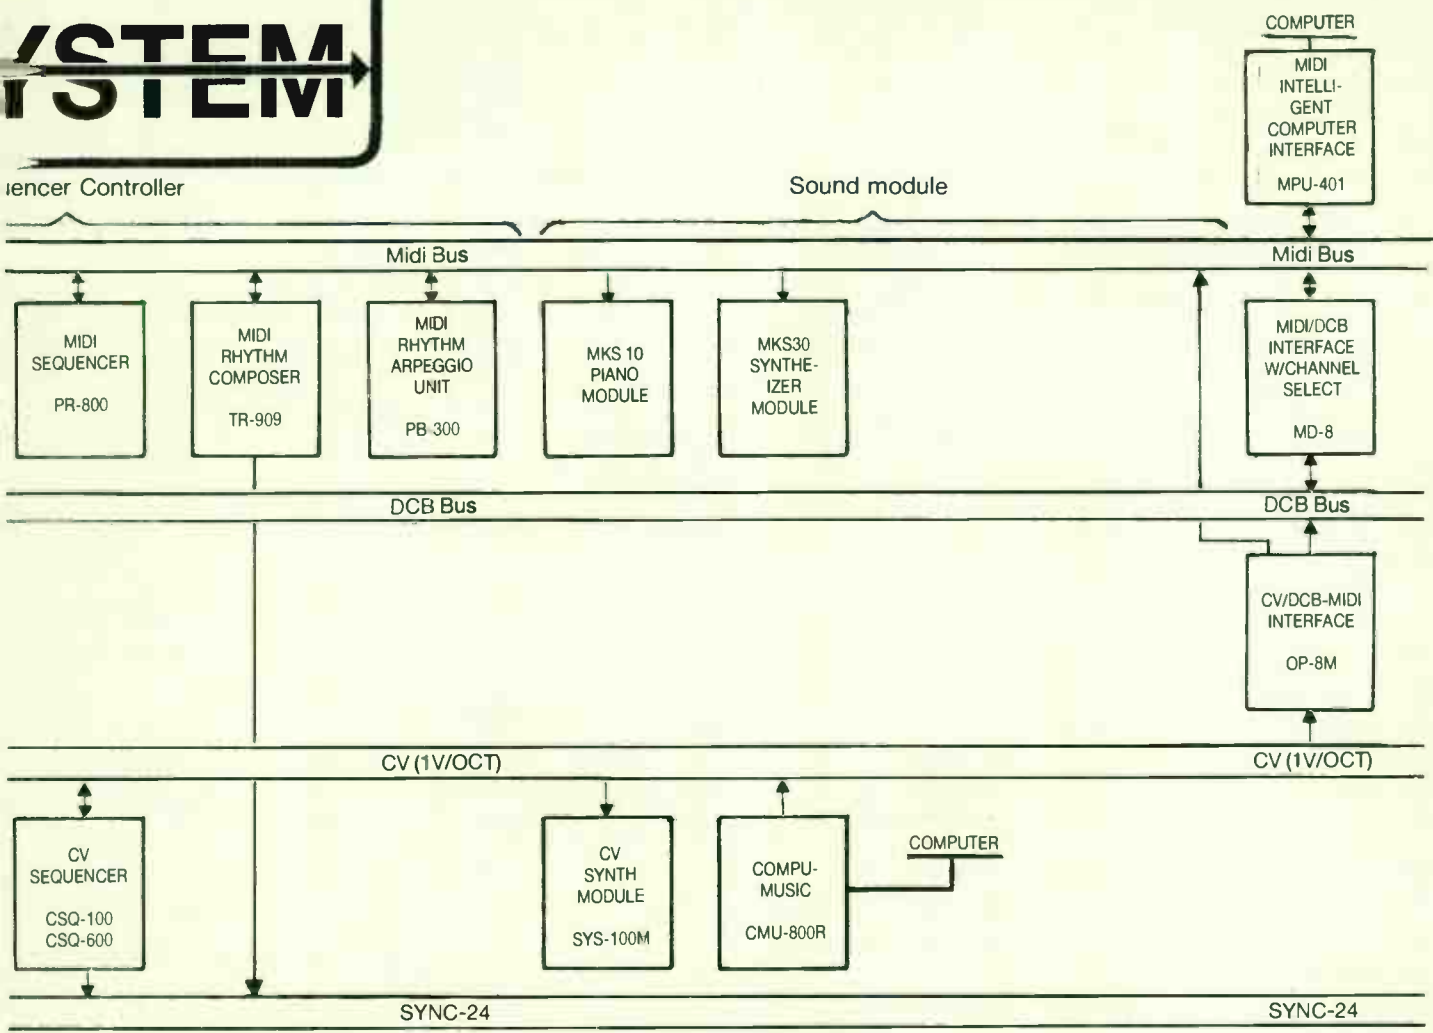 YSTEM
COMPUTER
MIDI
INTELLI-
GENT
COMPUTER
INTERFACE
MPU-401
uencer Controller
Sound module
Midi Bus
Midi Bus
MIDI
SEQUENCER
PR-800
MIDI
RHYTHM
COMPOSER
TR-909
MIDI
RHYTHM
ARPEGGIO
UNIT
PB-300
MKS 10
PIANO
MODULE
MKS30
SYNTHE-
IZER
MODULE
MIDI/DCB
INTERFACE
W/CHANNEL
SELECT
MD-8
DCB Bus
DCB Bus
CV/DCB-MIDI
INTERFACE
OP-8M
CV (1V/OCT)
CV (1V/OCT)
CV
SEQUENCER
CSQ-100
CSQ-600
CV
SYNTH
MODULE
SYS-100M
COMPU-
MUSIC
CMU-800R
COMPUTER
SYNC-24
SYNC-24